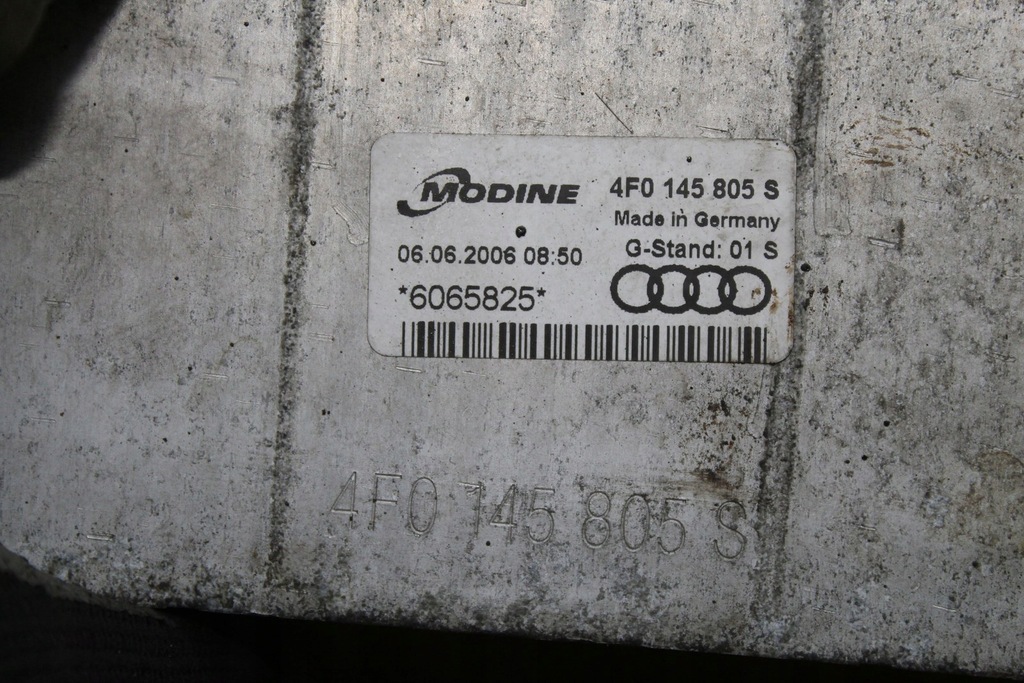 MODINE
4F0 145 805 S
Made in Germany
06.06.2006 08:50
G-Stand: 01 S
*6065825*
4F0 145 805 S